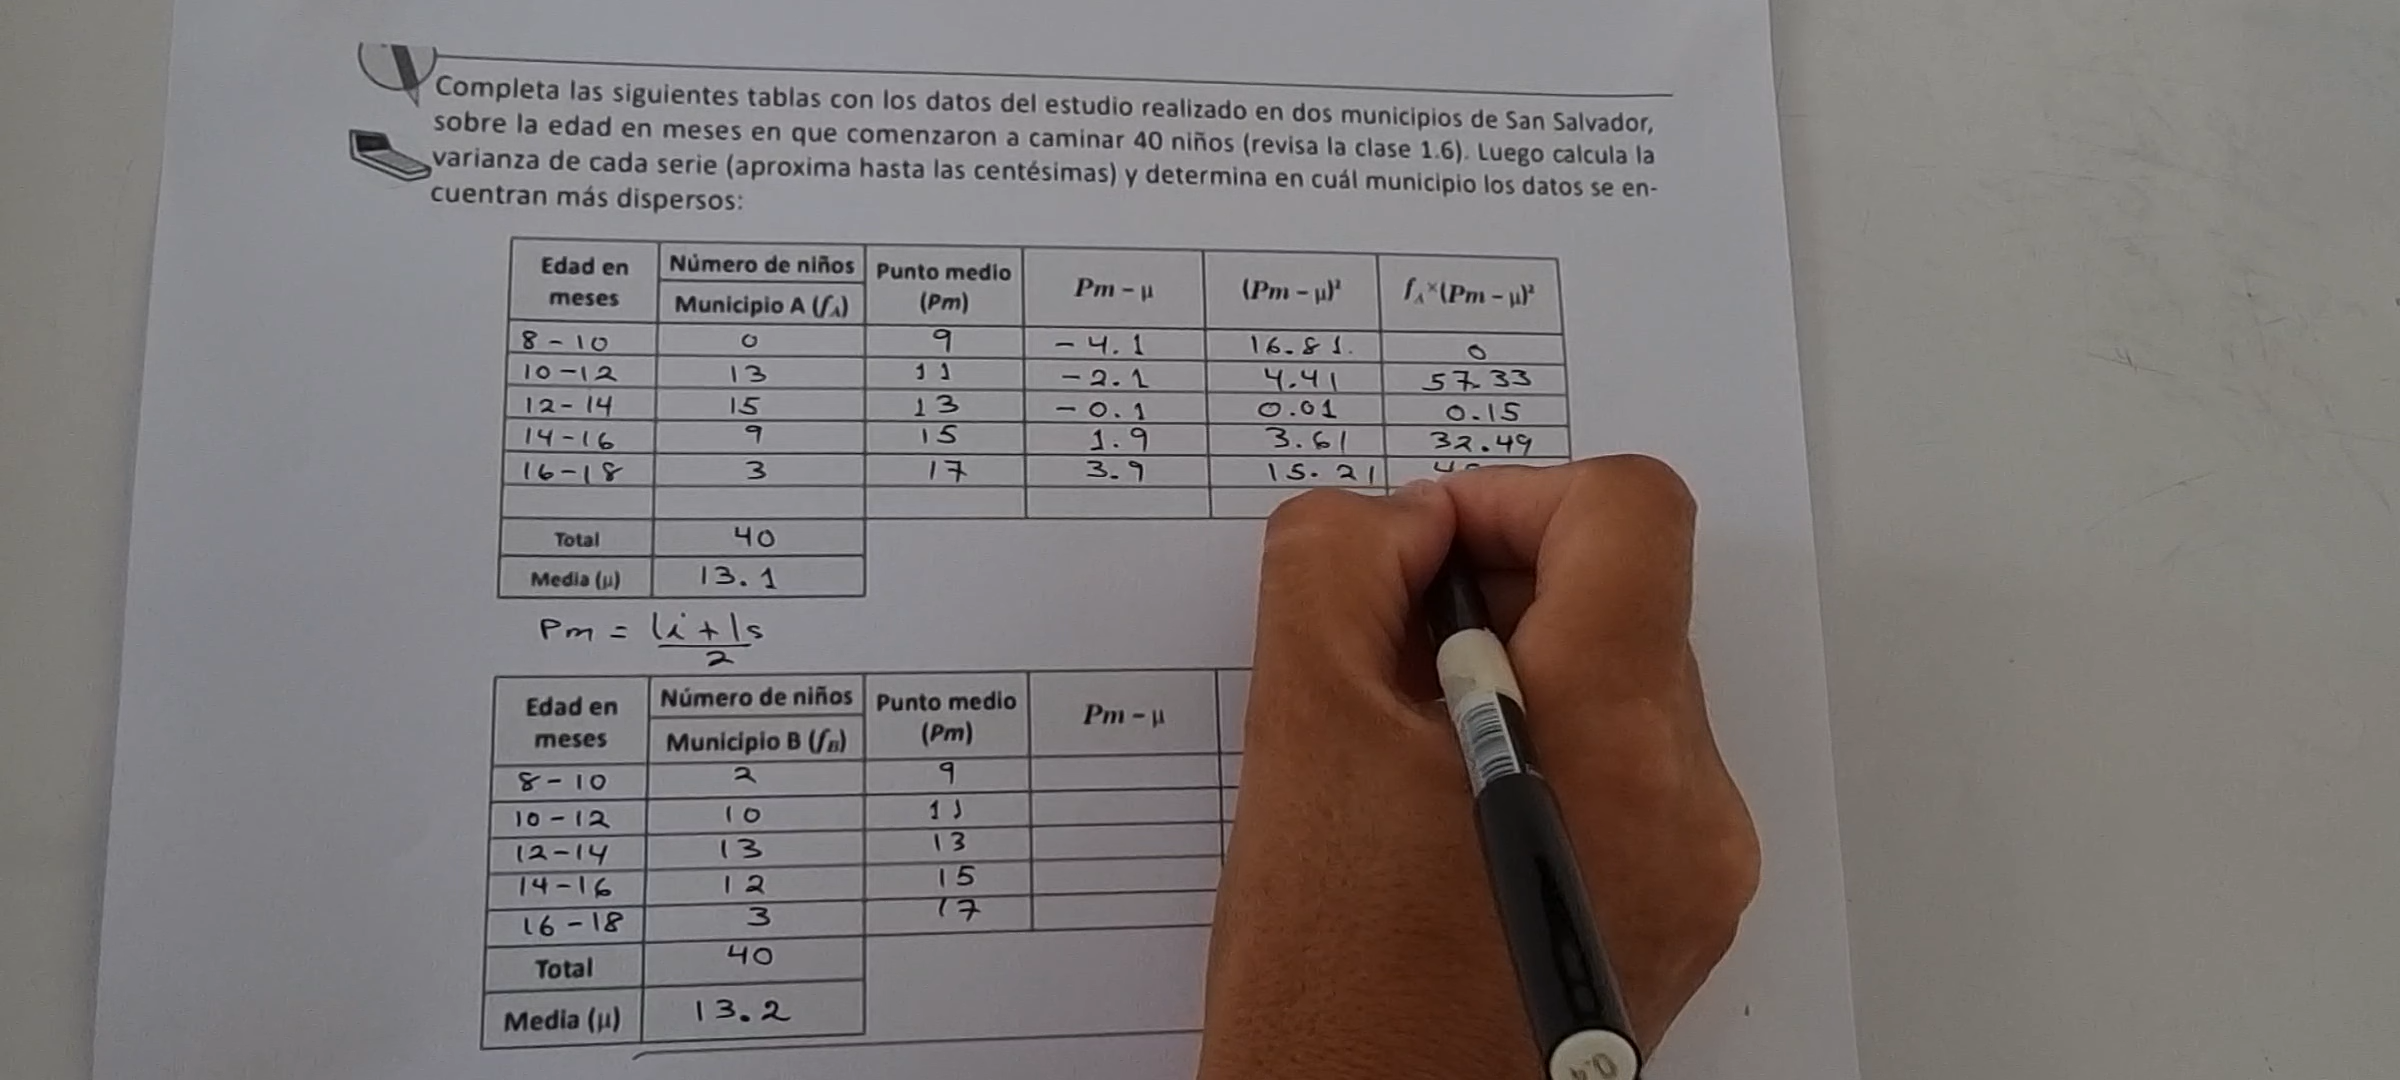 Completa las siguientes tablas con los datos del estudio realizado en dos municipios de San Salvador,
sobre la edad en meses en que comenzaron a caminar 40 niños (revisa la clase 1.6). Luego calcula la
varianza de cada serie (aproxima hasta las centésimas) y determina en cuál municipio los datos se en-
cuentran más dispersos:
Edad en meses Número de niños Municipio A (fA) Punto medio (Pm) Pm – μ (Pm – μ)² fA×(Pm – μ)²
8 - 10 0 9 - 4.1 16.81. 0
10 - 12 13 11 - 2.1 4.41 57.33
12 - 14 15 13 - 0.1 0.01 0.15
14 - 16 9 15 1.9 3.61 32.49
16 - 18 3 17 3.9 15.21
Total 40
Media (μ) 13.1
Pm = li + ls
2
Edad en meses Número de niños Municipio B (fB) Punto medio (Pm) Pm – μ
8 - 10 2 9
10 - 12 10 11
12 - 14 13 13
14 - 16 12 15
16 - 18 3 17
Total 40
Media (μ) 13.2